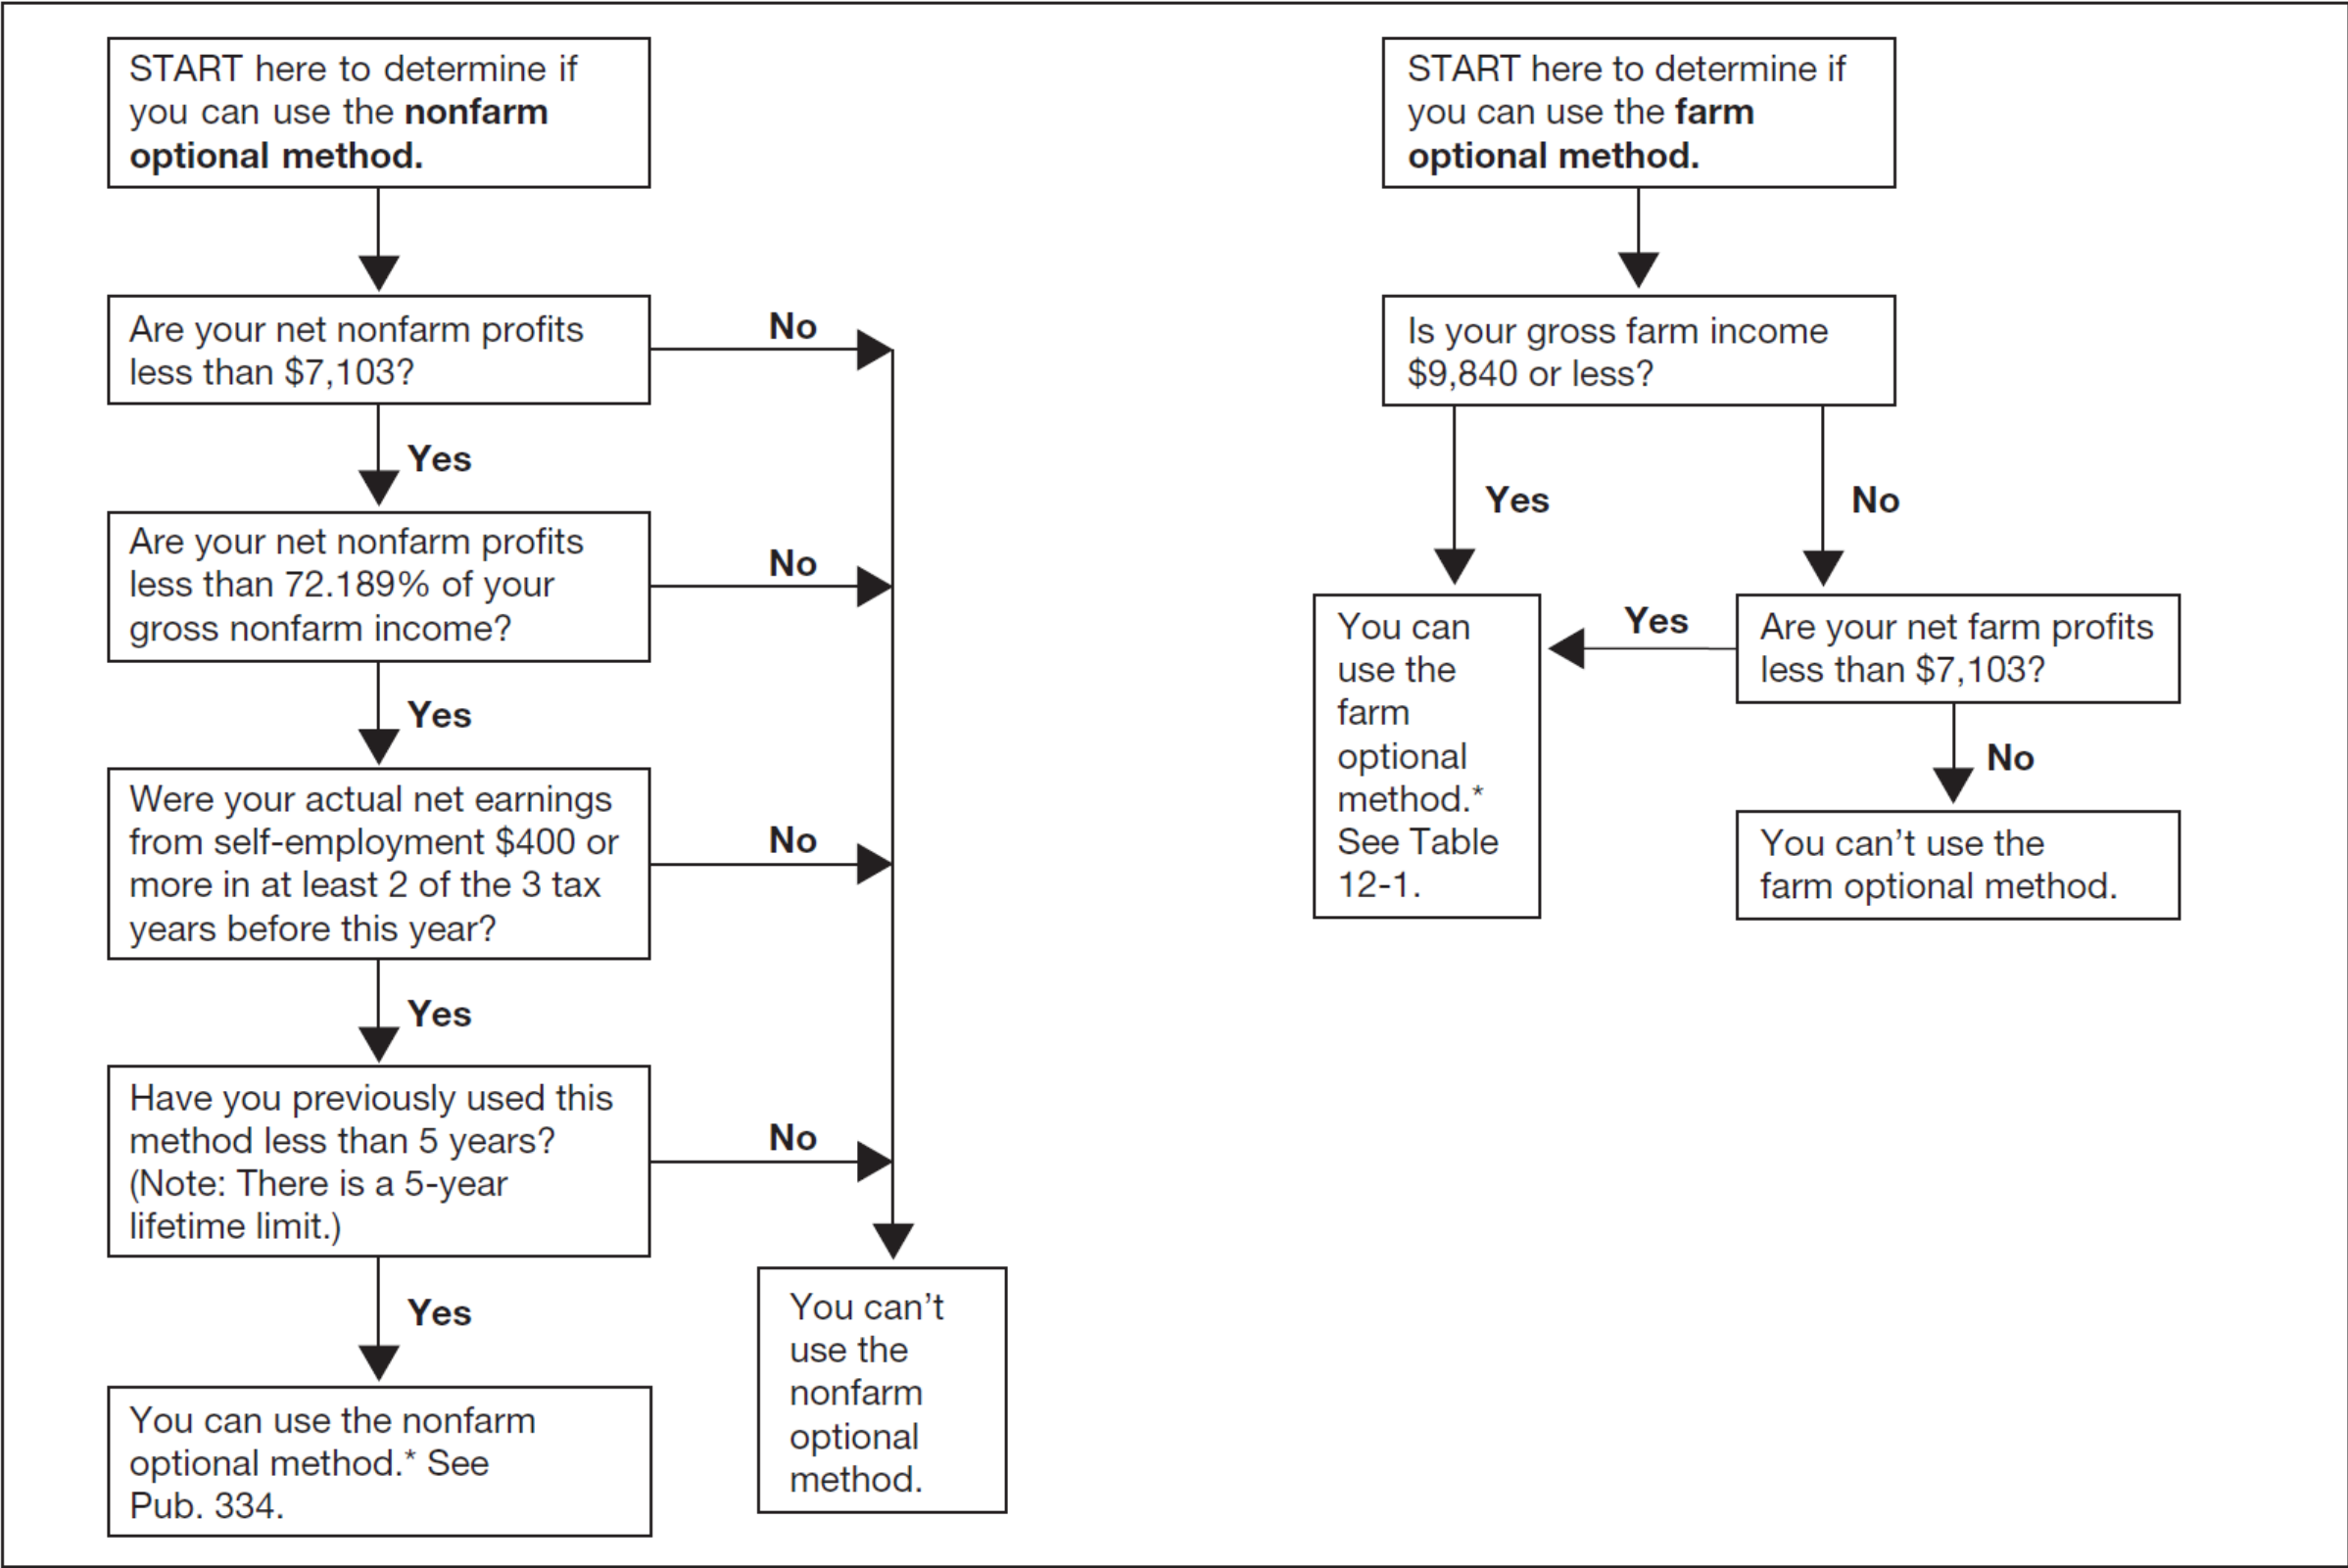 START here to determine if
you can use the nonfarm
optional method.
Are your net nonfarm profits
less than $7,103?
No
Yes
Are your net nonfarm profits
less than 72.189% of your
gross nonfarm income?
No
Yes
Were your actual net earnings
from self-employment $400 or
more in at least 2 of the 3 tax
years before this year?
No
Yes
Have you previously used this
method less than 5 years?
(Note: There is a 5-year
lifetime limit.)
No
Yes
You can use the nonfarm
optional method.* See
Pub. 334.
You can’t
use the
nonfarm
optional
method.
START here to determine if
you can use the farm
optional method.
Is your gross farm income
$9,840 or less?
Yes
No
You can
use the
farm
optional
method.*
See Table
12-1.
Yes
Are your net farm profits
less than $7,103?
No
You can’t use the
farm optional method.